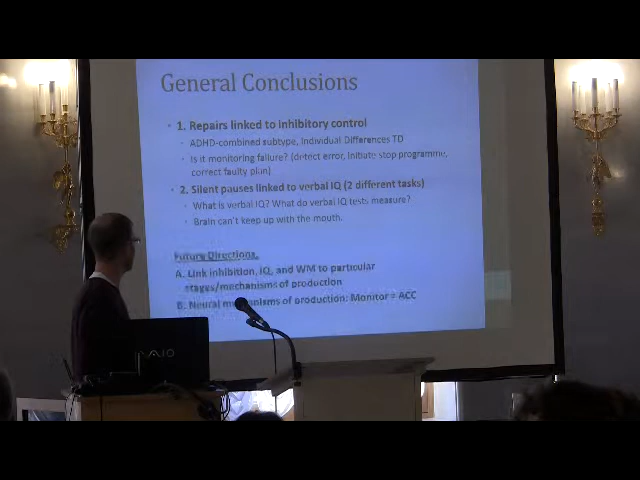 General Conclusions
1. Repairs linked to inhibitory control
ADHD-combined subtype, Individual Differences TD
Is it monitoring failure? (detect error, initiate stop programme,
correct faulty plan)
2. Silent pauses linked to verbal IQ (2 different tasks)
What is verbal IQ? What do verbal IQ tests measure?
Brain can't keep up with the mouth.
Future Directions
A. Link inhibition, IQ, and WM to particular
stages/mechanisms of production
B. Neural mechanisms of production: Monitor = ACC
VAIO